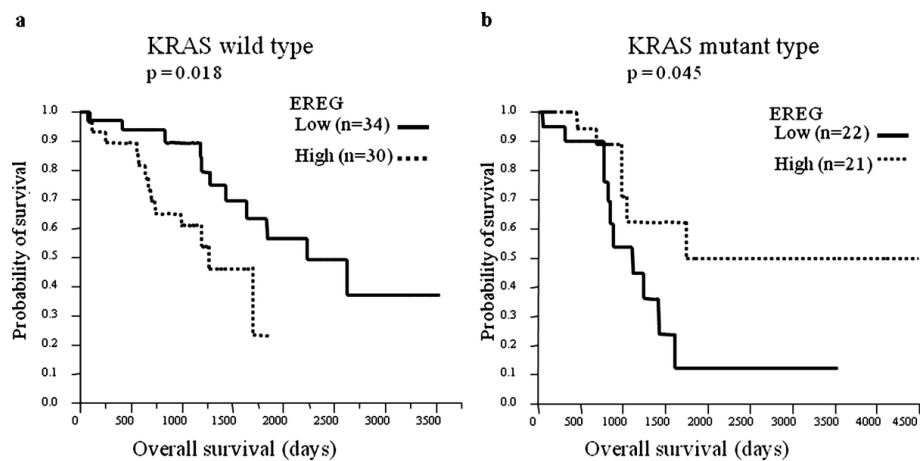 a
KRAS wild type
p=0.018
EREG
Low (n=34)
High (n=30)
Probability of survival
1.0
0.9
0.8
0.7
0.6
0.5
0.4
0.3
0.2
0.1
0.0
0 500 1000 1500 2000 2500 3000 3500
Overall survival (days)
b
KRAS mutant type
p=0.045
EREG
Low (n=22)
High (n=21)
Probability of survival
1.0
0.9
0.8
0.7
0.6
0.5
0.4
0.3
0.2
0.1
0.0
0 500 1000 1500 2000 2500 3000 3500 4000 4500
Overall survival (days)